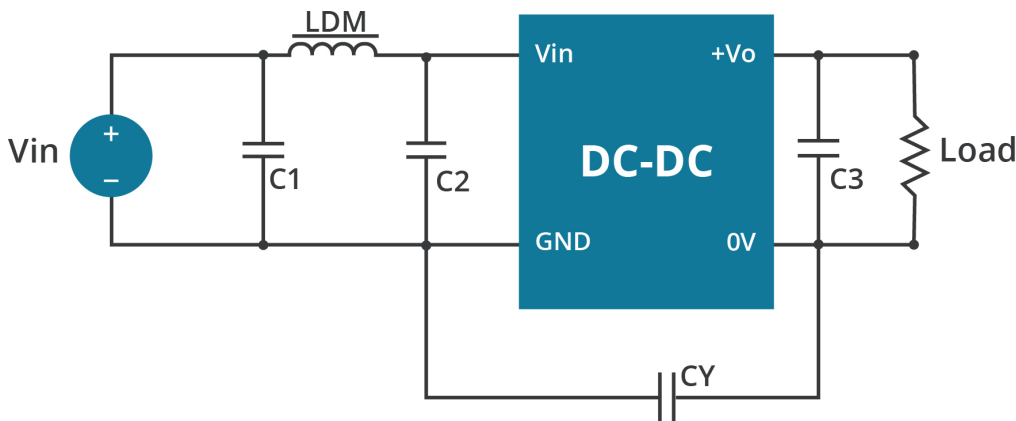 LDM
Vin
+Vo
Vin
+
−
C1
C2
DC-DC
C3
Load
GND
0V
CY